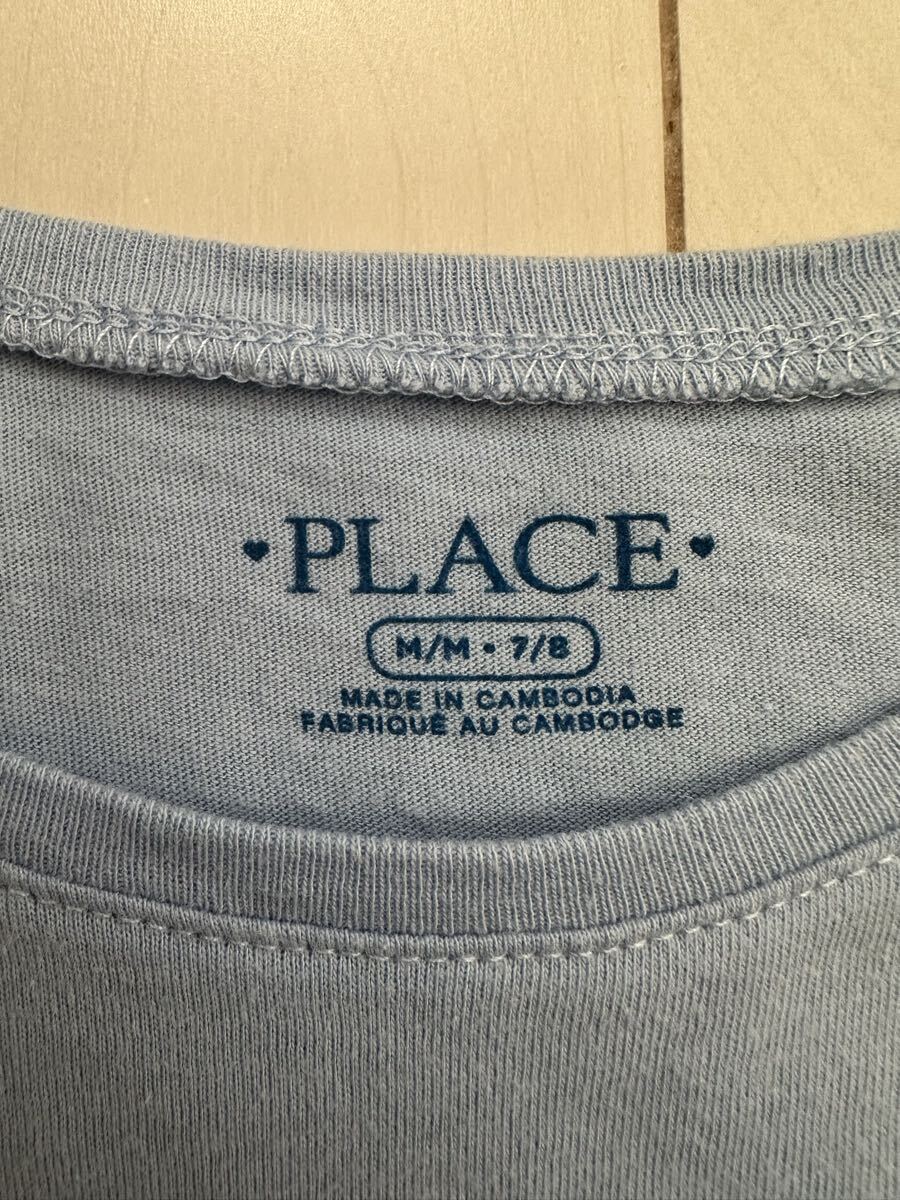 PLACE
M/M • 7/8
MADE IN CAMBODIA
FABRIQUÉ AU CAMBODGE